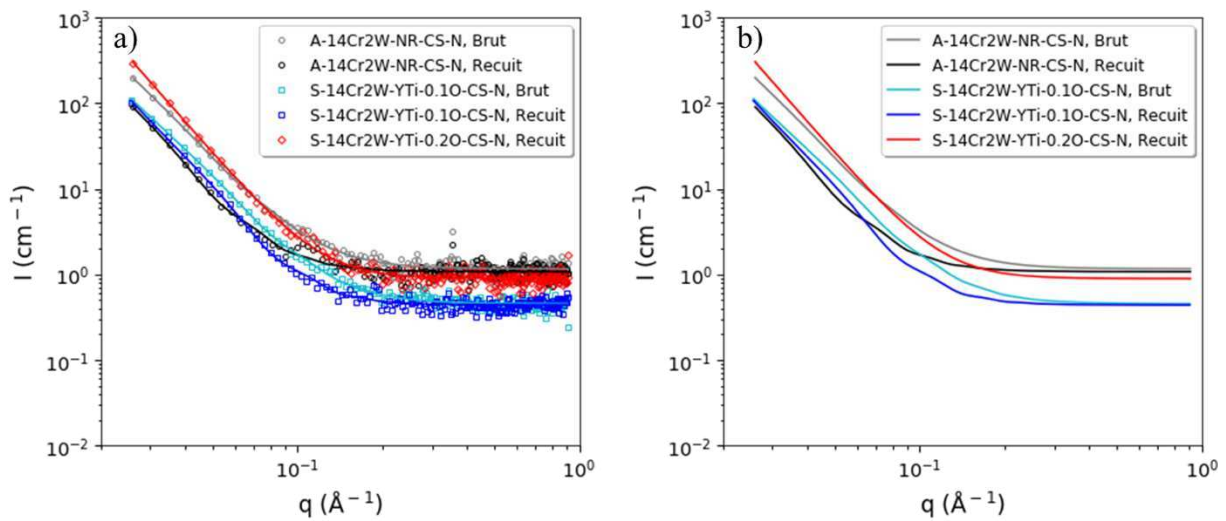 a)
A-14Cr2W-NR-CS-N, Brut
A-14Cr2W-NR-CS-N, Recuit
S-14Cr2W-YTi-0.1O-CS-N, Brut
S-14Cr2W-YTi-0.1O-CS-N, Recuit
S-14Cr2W-YTi-0.2O-CS-N, Recuit
10³
10²
10¹
10⁰
10⁻¹
10⁻²
I (cm⁻¹)
10⁻¹
10⁰
q (Å⁻¹)
b)
A-14Cr2W-NR-CS-N, Brut
A-14Cr2W-NR-CS-N, Recuit
S-14Cr2W-YTi-0.1O-CS-N, Brut
S-14Cr2W-YTi-0.1O-CS-N, Recuit
S-14Cr2W-YTi-0.2O-CS-N, Recuit
10³
10²
10¹
10⁰
10⁻¹
10⁻²
I (cm⁻¹)
10⁻¹
10⁰
q (Å⁻¹)